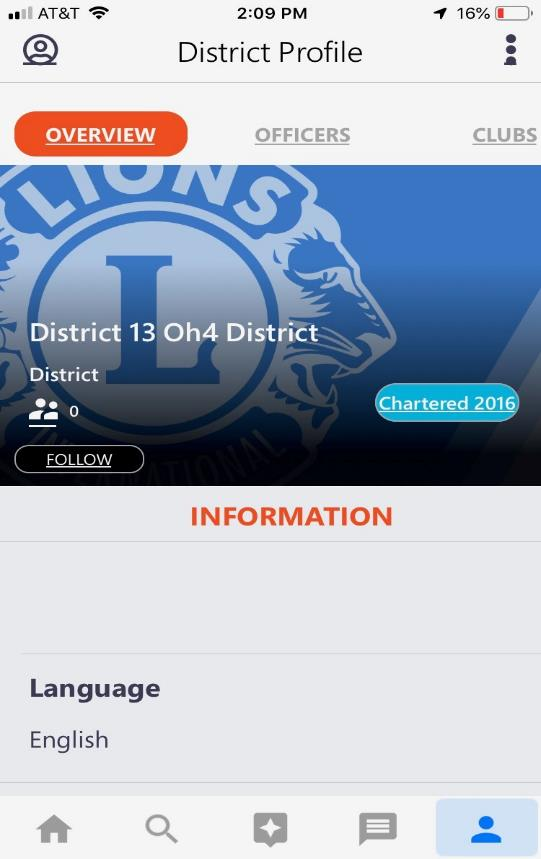 AT&T 2:09 PM 16%
District Profile
OVERVIEW OFFICERS CLUBS
LIONS
L
District 13 Oh4 District
District
0
Chartered 2016
INTERNATIONAL
FOLLOW
INFORMATION
Language
English